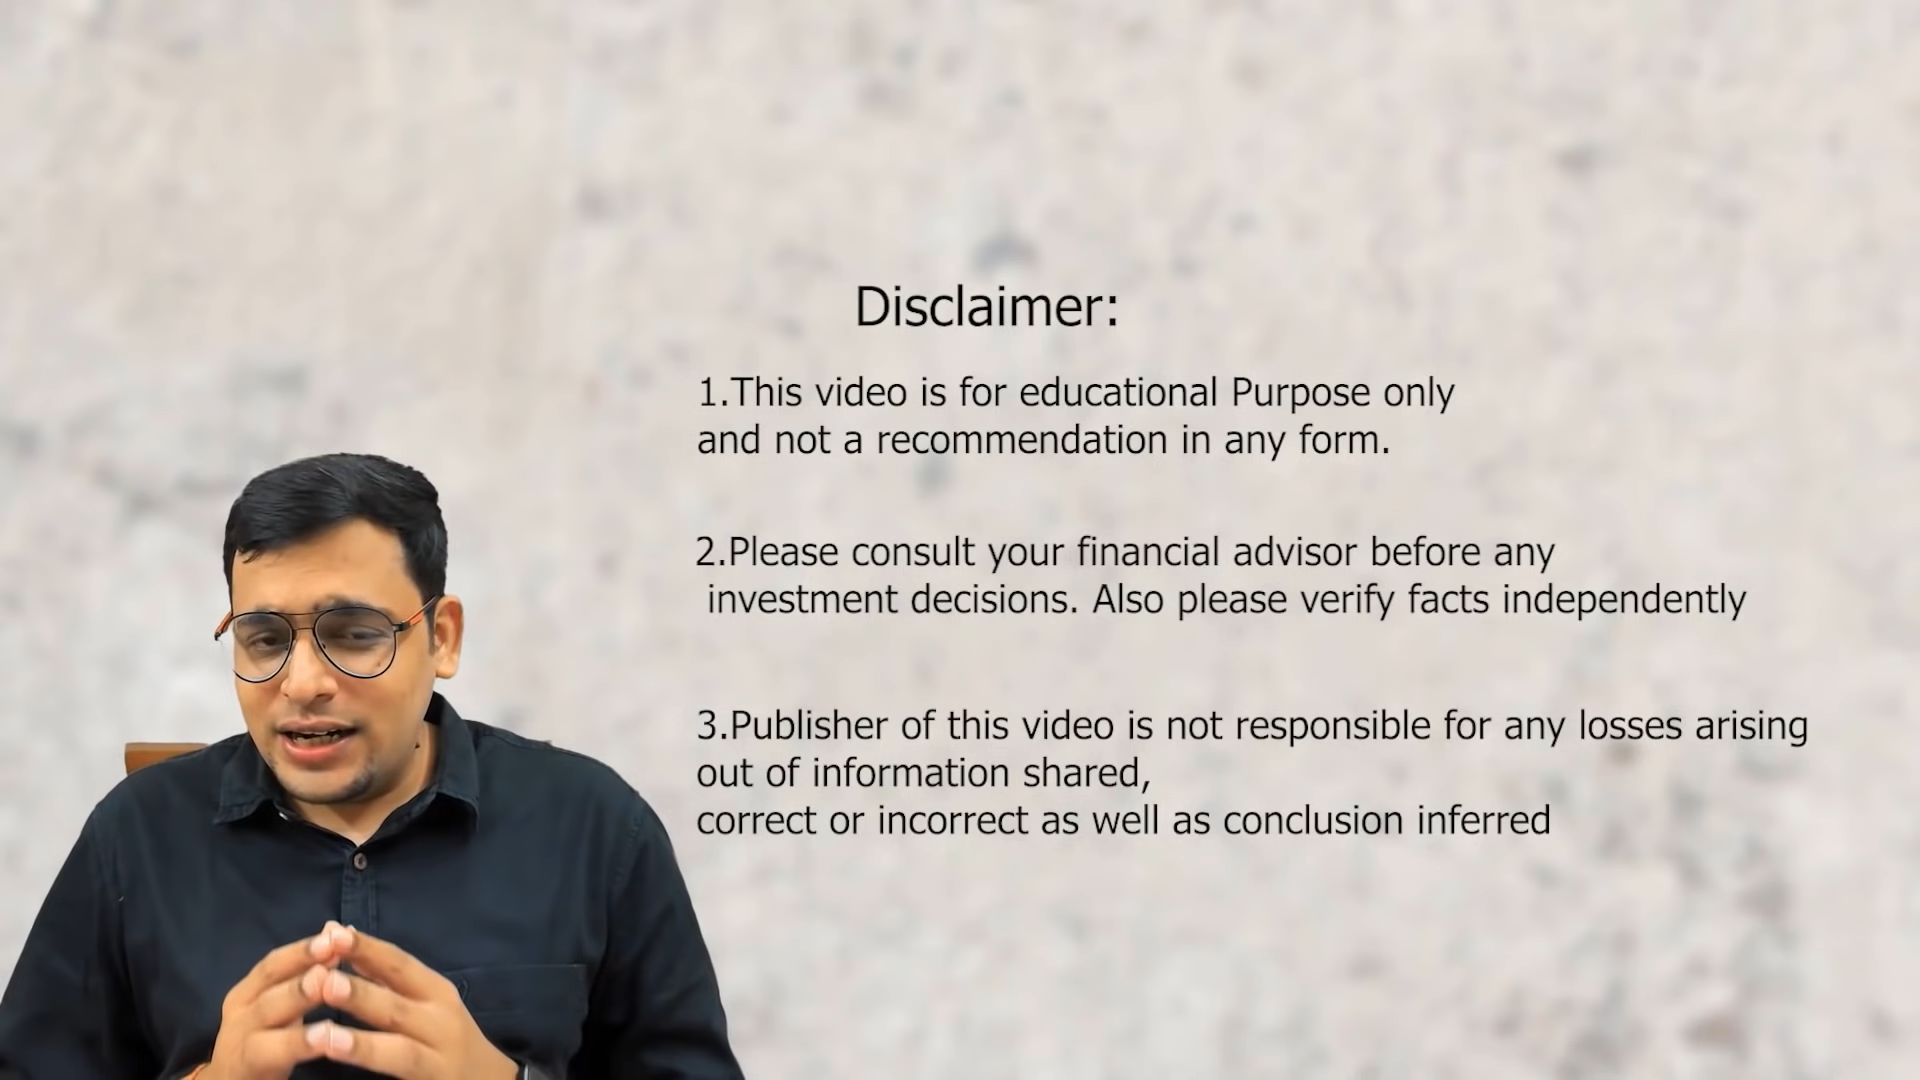 Disclaimer:
1.This video is for educational Purpose only
and not a recommendation in any form.
2.Please consult your financial advisor before any
investment decisions. Also please verify facts independently
3.Publisher of this video is not responsible for any losses arising
out of information shared,
correct or incorrect as well as conclusion inferred